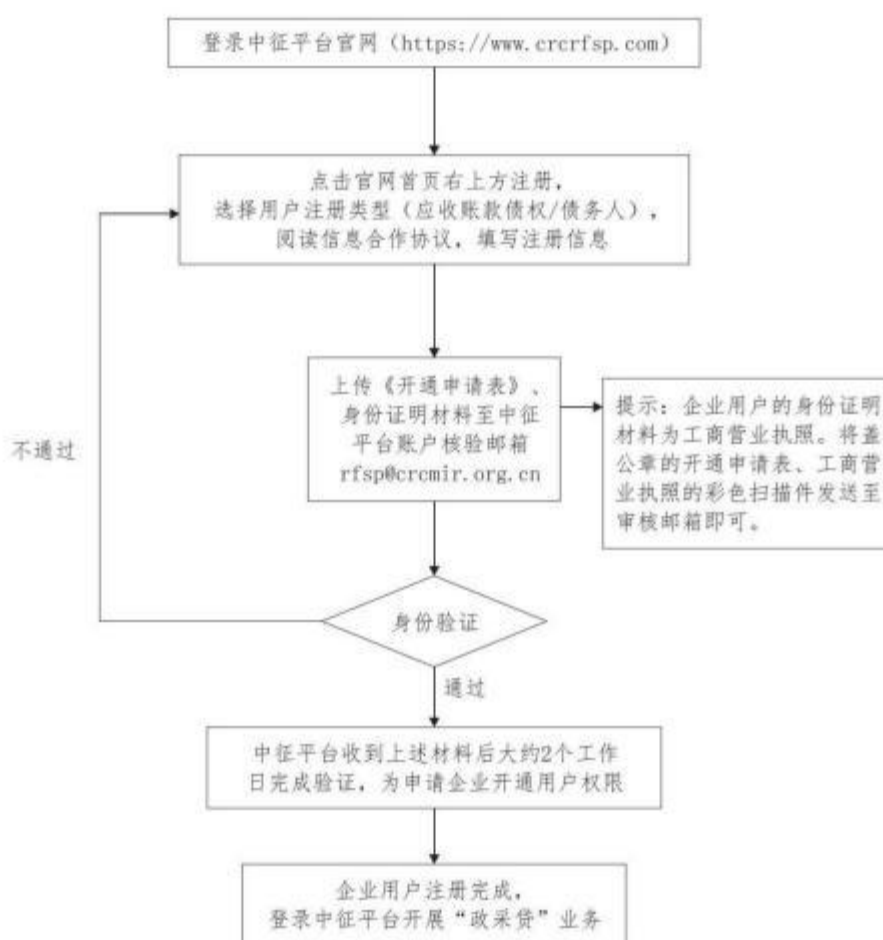 登录中征平台官网（https://www.crcrfsp.com）
点击官网首页右上方注册，
选择用户注册类型（应收账款债权/债务人），
阅读信息合作协议，填写注册信息
上传《开通申请表》、
身份证明材料至中征
平台账户核验邮箱
rfsp@crcmir.org.cn
提示：企业用户的身份证明
材料为工商营业执照。将盖
公章的开通申请表、工商营
业执照的彩色扫描件发送至
审核邮箱即可。
不通过
身份验证
通过
中征平台收到上述材料后大约2个工作
日完成验证，为申请企业开通用户权限
企业用户注册完成，
登录中征平台开展“政采贷”业务